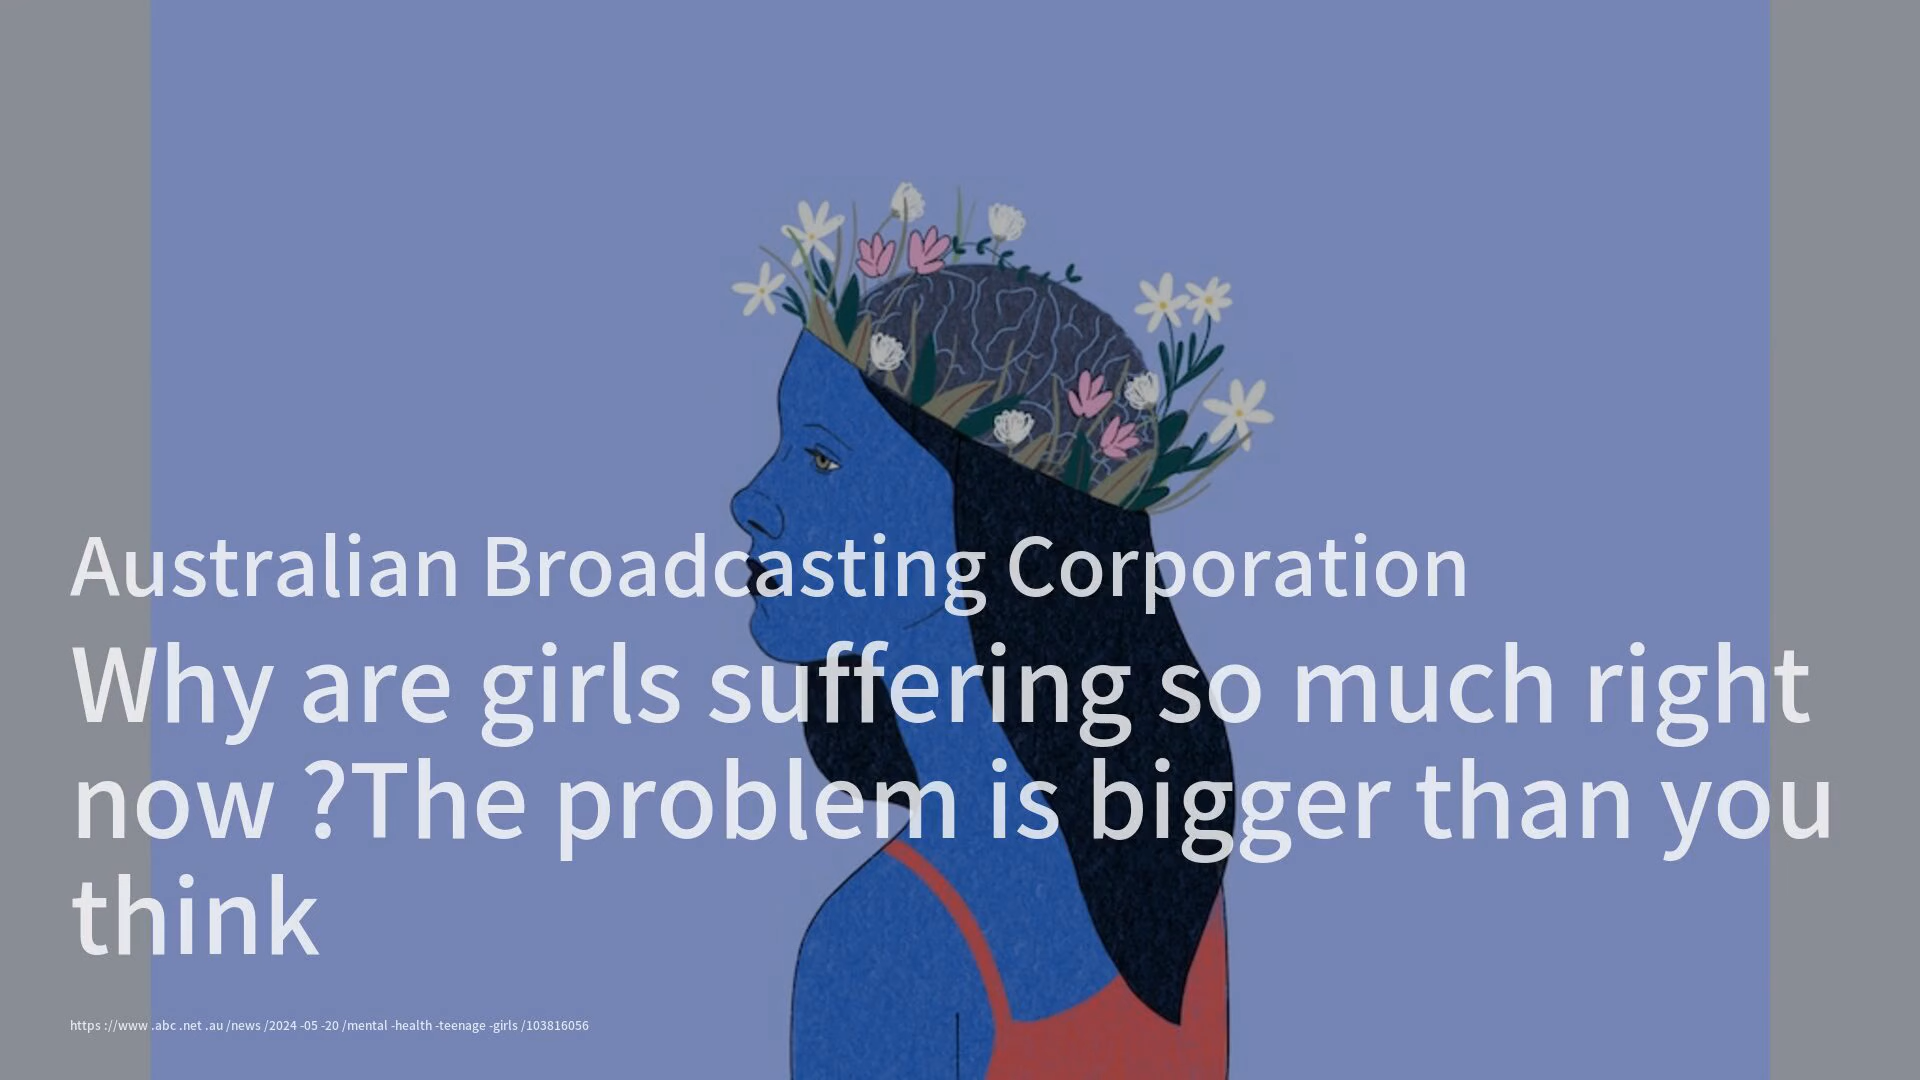 Australian Broadcasting Corporation
Why are girls suffering so much right
now ?The problem is bigger than you
think
https ://www .abc .net .au /news /2024 -05 -20 /mental -health -teenage -girls /103816056